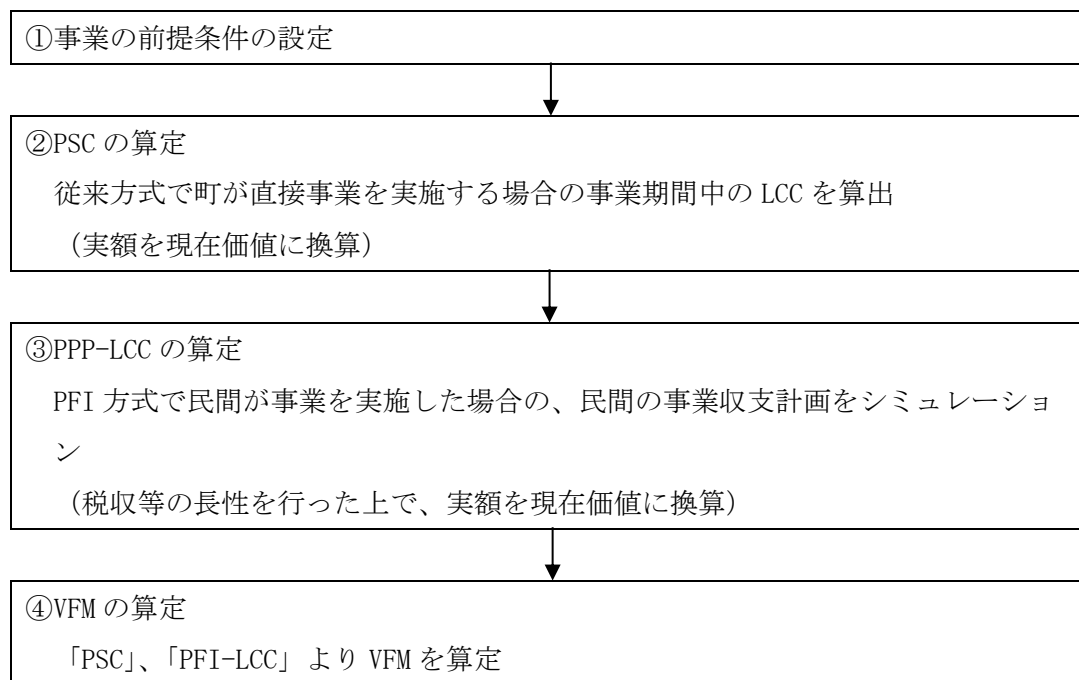 ①事業の前提条件の設定
②PSC の算定
従来方式で町が直接事業を実施する場合の事業期間中の LCC を算出
（実額を現在価値に換算）
③PPP-LCC の算定
PFI 方式で民間が事業を実施した場合の、民間の事業収支計画をシミュレーショ
ン
（税収等の長性を行った上で、実額を現在価値に換算）
④VFM の算定
「PSC」、「PFI-LCC」より VFM を算定